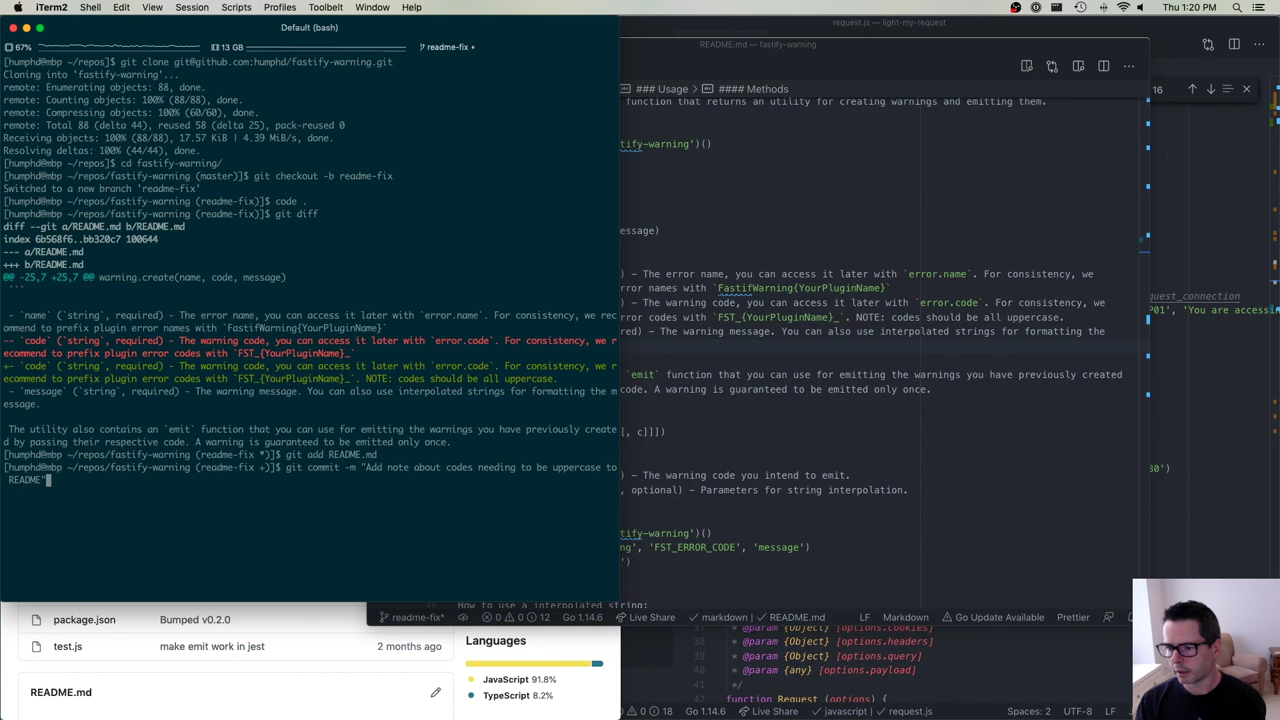 iTerm2 Shell Edit View Session Scripts Profiles Toolbelt Window Help
Thu 1:20 PM
Default (bash)
67% 13 GB readme-fix •
[humphd@mbp ~/repos]$ git clone git@github.com:humphd/fastify-warning.git
Cloning into 'fastify-warning'...
remote: Enumerating objects: 88, done.
remote: Counting objects: 100% (88/88), done.
remote: Compressing objects: 100% (60/60), done.
remote: Total 88 (delta 44), reused 58 (delta 25), pack-reused 0
Receiving objects: 100% (88/88), 17.57 KiB | 4.39 MiB/s, done.
Resolving deltas: 100% (44/44), done.
[humphd@mbp ~/repos]$ cd fastify-warning/
[humphd@mbp ~/repos/fastify-warning (master)]$ git checkout -b readme-fix
Switched to a new branch 'readme-fix'
[humphd@mbp ~/repos/fastify-warning (readme-fix)]$ code .
[humphd@mbp ~/repos/fastify-warning (readme-fix)]$ git diff
diff --git a/README.md b/README.md
index 6b568f6..bb320c7 100644
--- a/README.md
+++ b/README.md
@@ -25,7 +25,7 @@ warning.create(name, code, message)
```
- `name` (`string`, required) - The error name, you can access it later with `error.name`. For consistency, we rec
ommend to prefix plugin error names with `FastifWarning{YourPluginName}`
-- `code` (`string`, required) - The warning code, you can access it later with `error.code`. For consistency, we r
ecommend to prefix plugin error codes with `FST_{YourPluginName}_`
+- `code` (`string`, required) - The warning code, you can access it later with `error.code`. For consistency, we r
ecommend to prefix plugin error codes with `FST_{YourPluginName}_`. NOTE: codes should be all uppercase.
- `message` (`string`, required) - The warning message. You can also use interpolated strings for formatting the m
essage.
The utility also contains an `emit` function that you can use for emitting the warnings you have previously create
d by passing their respective code. A warning is guaranteed to be emitted only once.
[humphd@mbp ~/repos/fastify-warning (readme-fix *)]$ git add README.md
[humphd@mbp ~/repos/fastify-warning (readme-fix +)]$ git commit -m "Add note about codes needing to be uppercase to
README"
request.js — light-my-request
README.md — fastify-warning
### Usage > ### Methods
16
function that returns an utility for creating warnings and emitting them.
tify-warning')()
essage)
) - The error name, you can access it later with `error.name`. For consistency, we
error names with `FastifWarning{YourPluginName}`
) - The warning code, you can access it later with `error.code`. For consistency, we
error codes with `FST_{YourPluginName}_`. NOTE: codes should be all uppercase.
red) - The warning message. You can also use interpolated strings for formatting the
`emit` function that you can use for emitting the warnings you have previously created
code. A warning is guaranteed to be emitted only once.
[, c]]])
) - The warning code you intend to emit.
, optional) - Parameters for string interpolation.
tify-warning')()
ng', 'FST_ERROR_CODE', 'message')
')
46 How to use a interpolated string:
quest_connection
P01', 'You are accessi
80')
readme-fix* 0 0 12 Go 1.14.6 Live Share markdown | README.md LF Markdown Go Update Available Prettier
* @param {Object} [options.cookies]
38 * @param {Object} [options.headers]
39 * @param {Object} [options.query]
40 * @param {any} [options.payload]
41 */
42 function Request (options) {
0 18 Go 1.14.6 Live Share javascript | request.js Spaces: 2 UTF-8 LF
package.json Bumped v0.2.0
test.js make emit work in jest 2 months ago
README.md
Languages
JavaScript 91.8%
TypeScript 8.2%